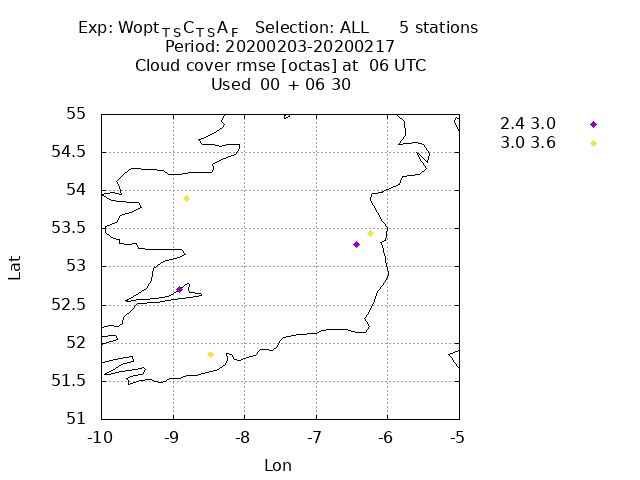 Exp: Wopt_TSC_TSA_F   Selection: ALL      5 stations
Period: 20200203-20200217
Cloud cover rmse [octas] at  06 UTC
Used  00 + 06 30
2.4 3.0
3.0 3.6
55
54.5
54
53.5
53
52.5
52
51.5
51
-10 -9 -8 -7 -6 -5
Lat
Lon